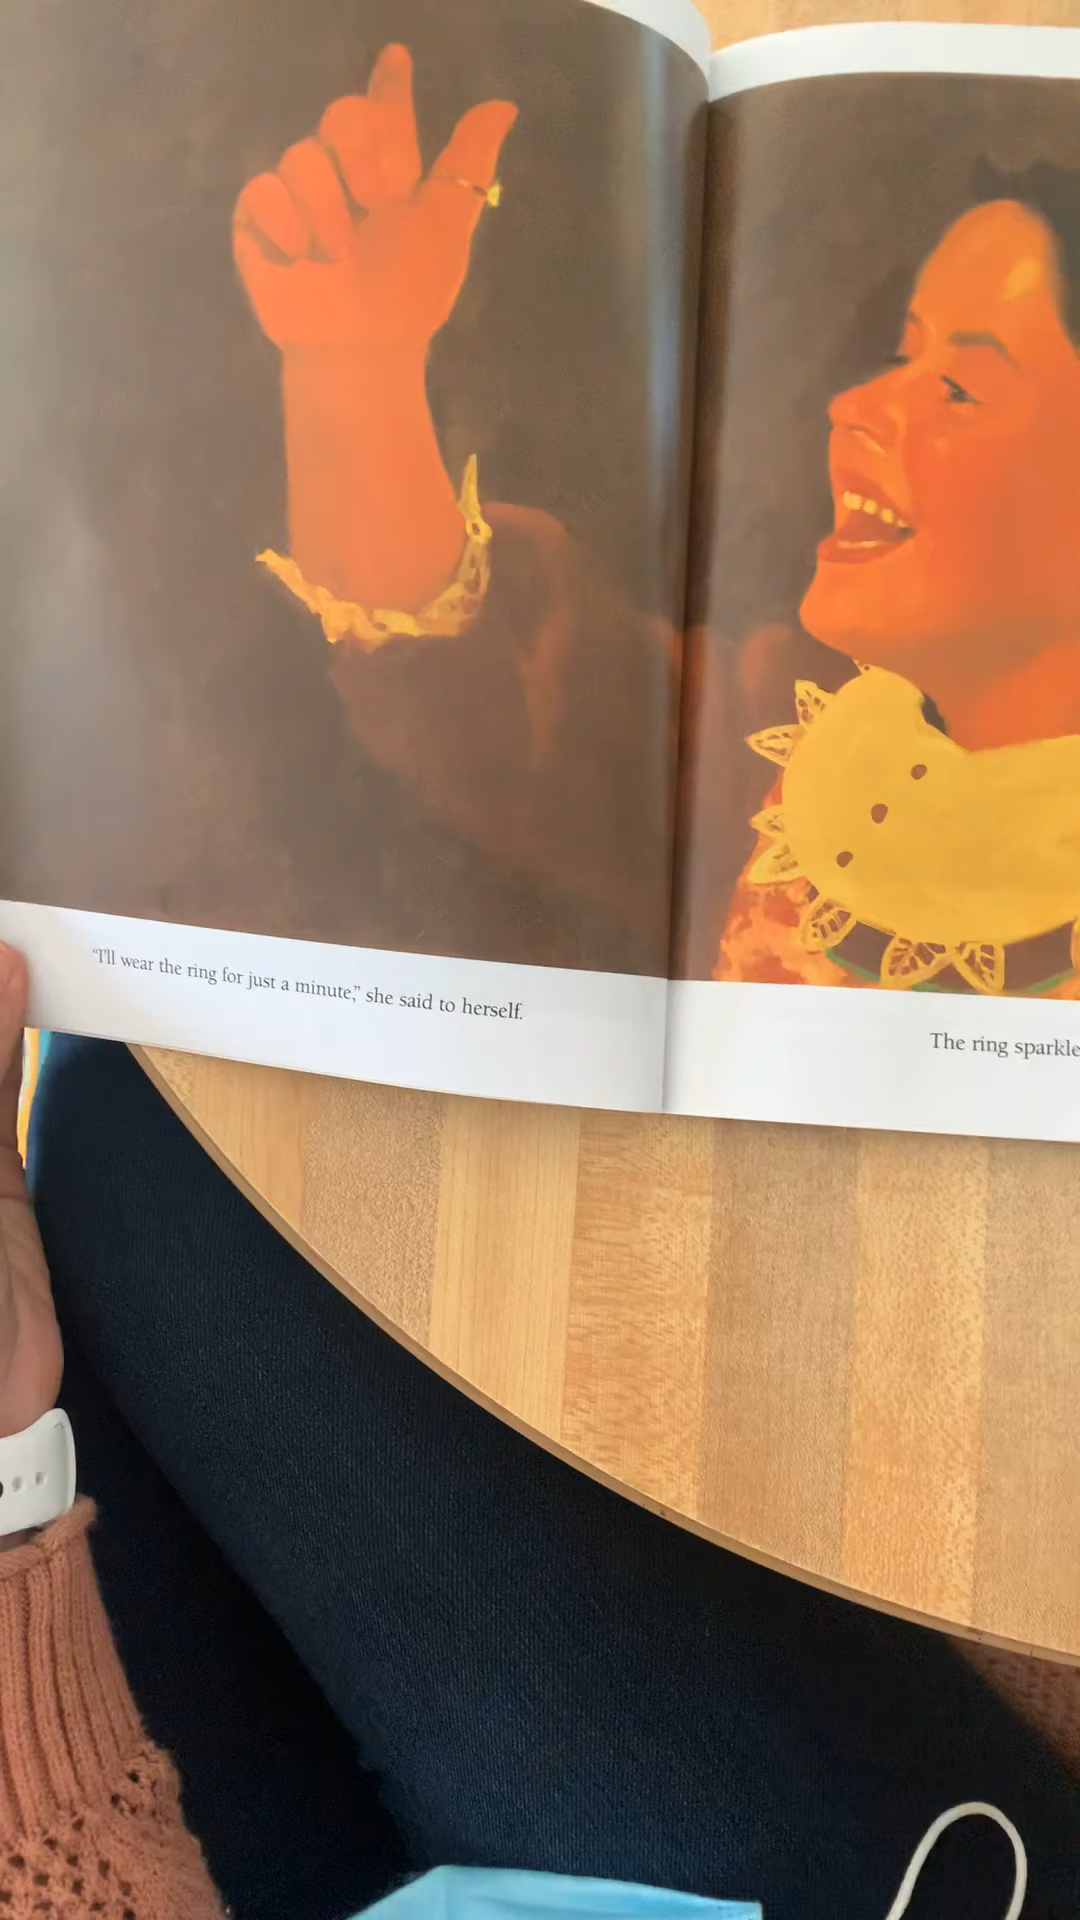 “I’ll wear the ring for just a minute,” she said to herself.
The ring sparkle